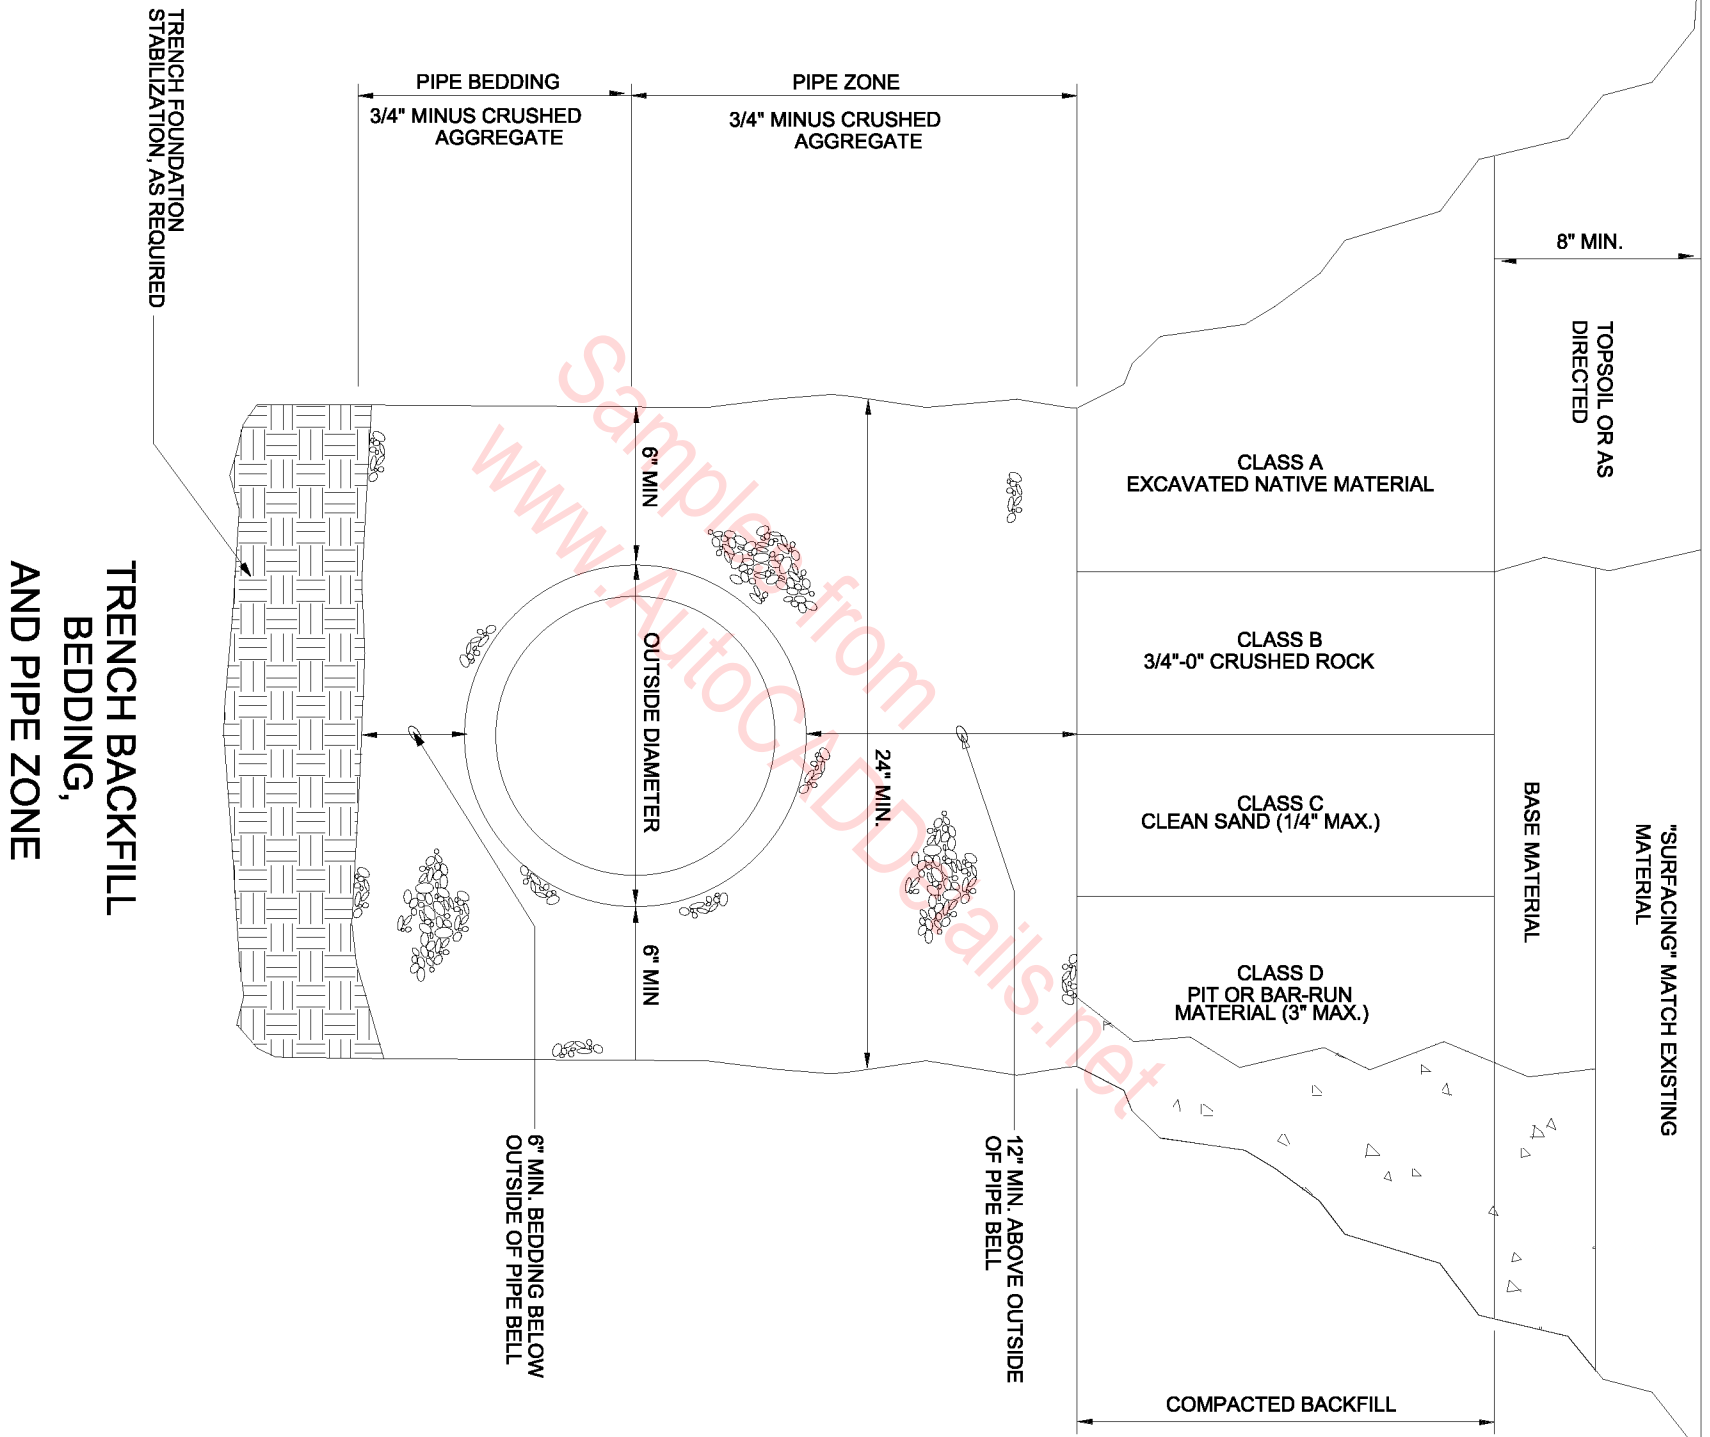 PIPE BEDDING
3/4" MINUS CRUSHED
AGGREGATE
PIPE ZONE
3/4" MINUS CRUSHED
AGGREGATE
TRENCH FOUNDATION
STABILIZATION, AS REQUIRED
8" MIN.
TOPSOIL OR AS
DIRECTED
CLASS A
EXCAVATED NATIVE MATERIAL
CLASS B
3/4"-0" CRUSHED ROCK
CLASS C
CLEAN SAND (1/4" MAX.)
CLASS D
PIT OR BAR-RUN
MATERIAL (3" MAX.)
BASE MATERIAL
"SURFACING" MATCH EXISTING
MATERIAL
6" MIN
OUTSIDE DIAMETER
6" MIN
24" MIN.
12" MIN. ABOVE OUTSIDE
OF PIPE BELL
6" MIN. BEDDING BELOW
OUTSIDE OF PIPE BELL
COMPACTED BACKFILL
TRENCH BACKFILL
BEDDING,
AND PIPE ZONE
Samples from
www.AutoCADDetails.net